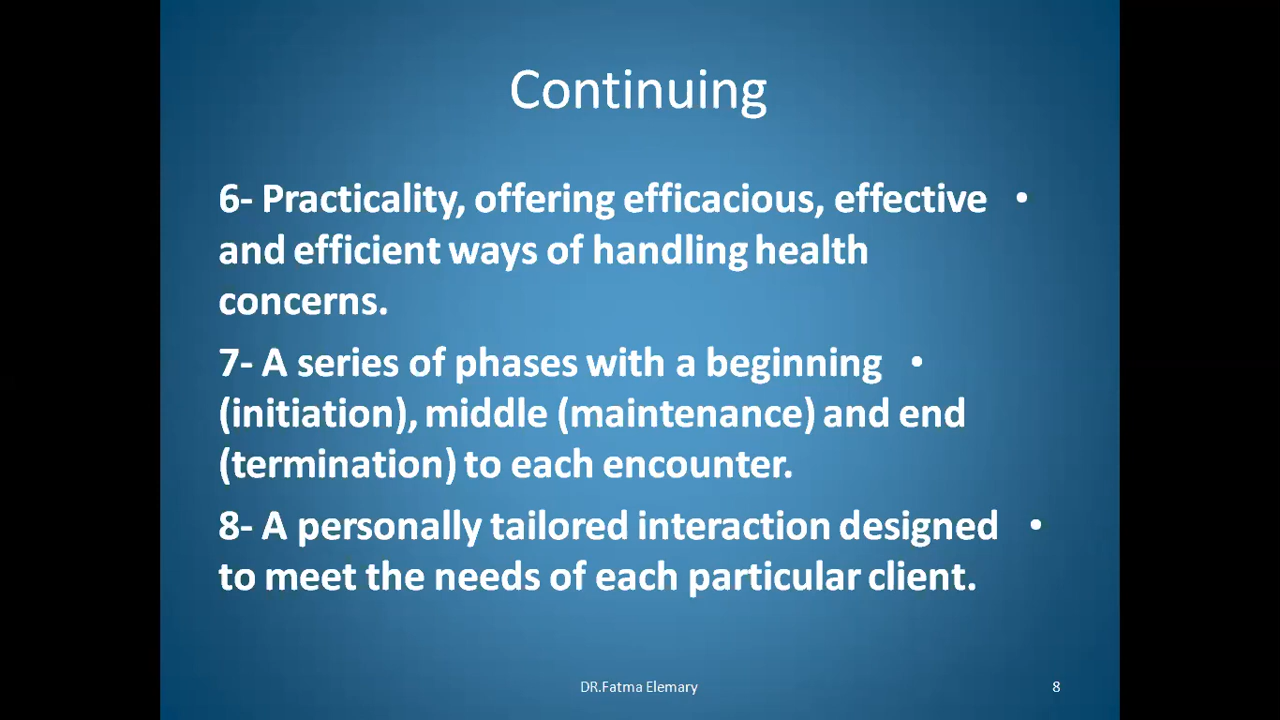 Continuing
6- Practicality, offering efficacious, effective •
and efficient ways of handling health
concerns.
7- A series of phases with a beginning •
(initiation), middle (maintenance) and end
(termination) to each encounter.
8- A personally tailored interaction designed •
to meet the needs of each particular client.
DR.Fatma Elemary
8